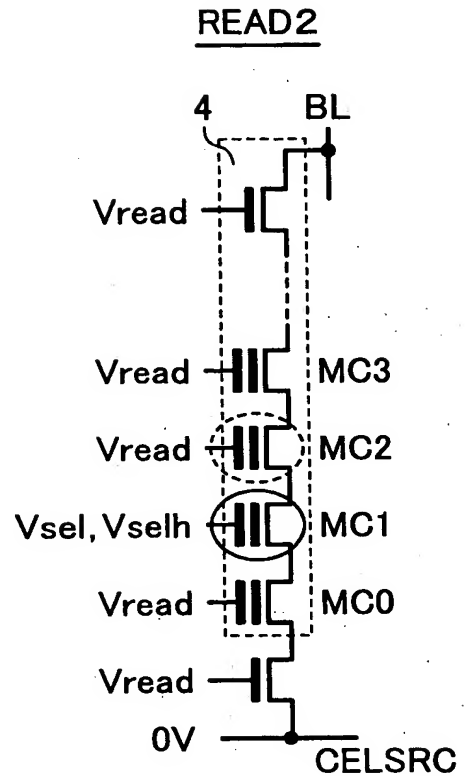 READ2
4 BL
Vread
Vread MC3
Vread MC2
Vsel, Vselh MC1
Vread MC0
Vread
0V
CELSRC